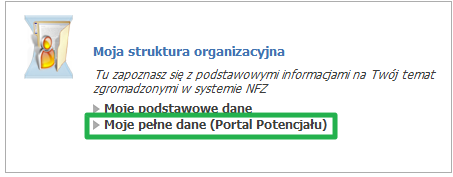 Moja struktura organizacyjna
Tu zapoznasz się z podstawowymi informacjami na Twój temat
zgromadzonymi w systemie NFZ
Moje podstawowe dane
Moje pełne dane (Portal Potencjału)